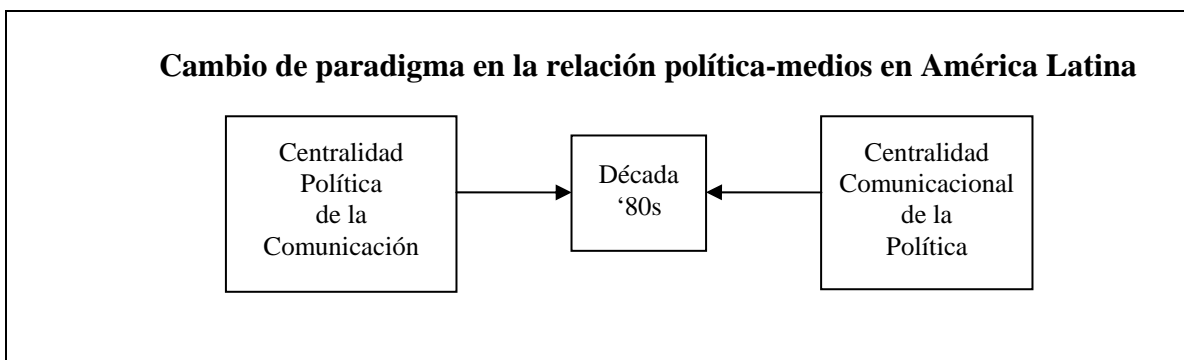 Cambio de paradigma en la relación política-medios en América Latina
Centralidad
Política
de la
Comunicación
Década
‘80s
Centralidad
Comunicacional
de la
Política